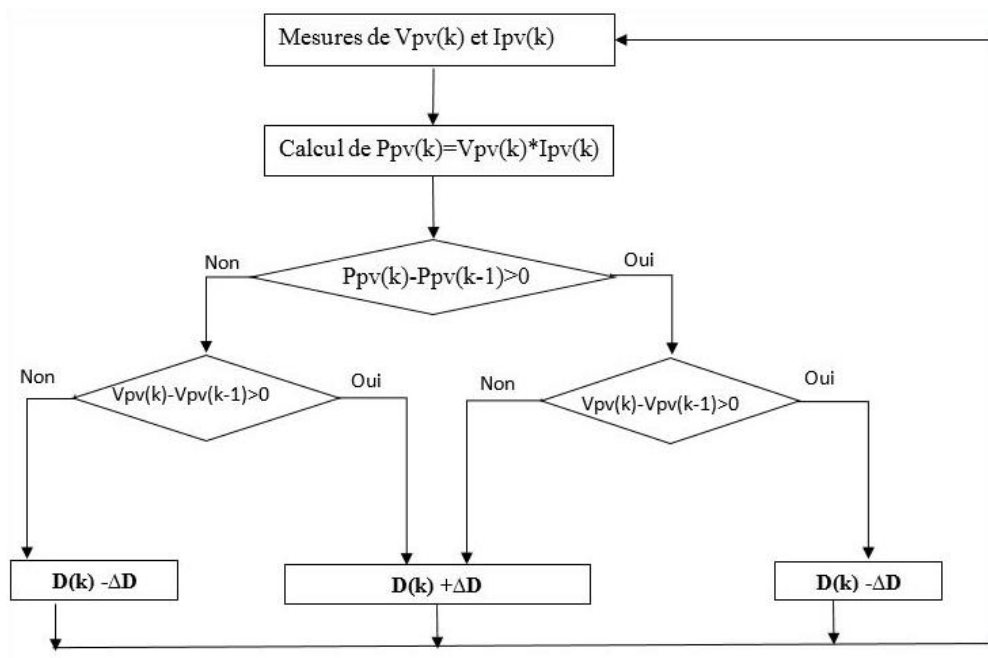 Mesures de Vpv(k) et Ipv(k)
Calcul de Ppv(k)=Vpv(k)*Ipv(k)
Non
Oui
Ppv(k)-Ppv(k-1)>0
Non
Vpv(k)-Vpv(k-1)>0
Oui
Non
Vpv(k)-Vpv(k-1)>0
Oui
D(k) -ΔD
D(k) +ΔD
D(k) -ΔD